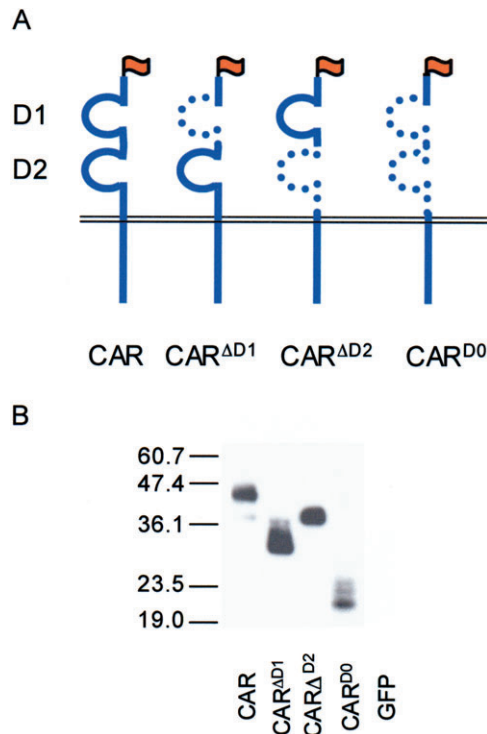 A
D1
D2
CAR CAR^ΔD1 CAR^ΔD2 CAR^D0
B
60.7
47.4
36.1
23.5
19.0
CAR
CAR^ΔD1
CARΔ^D2
CAR^D0
GFP